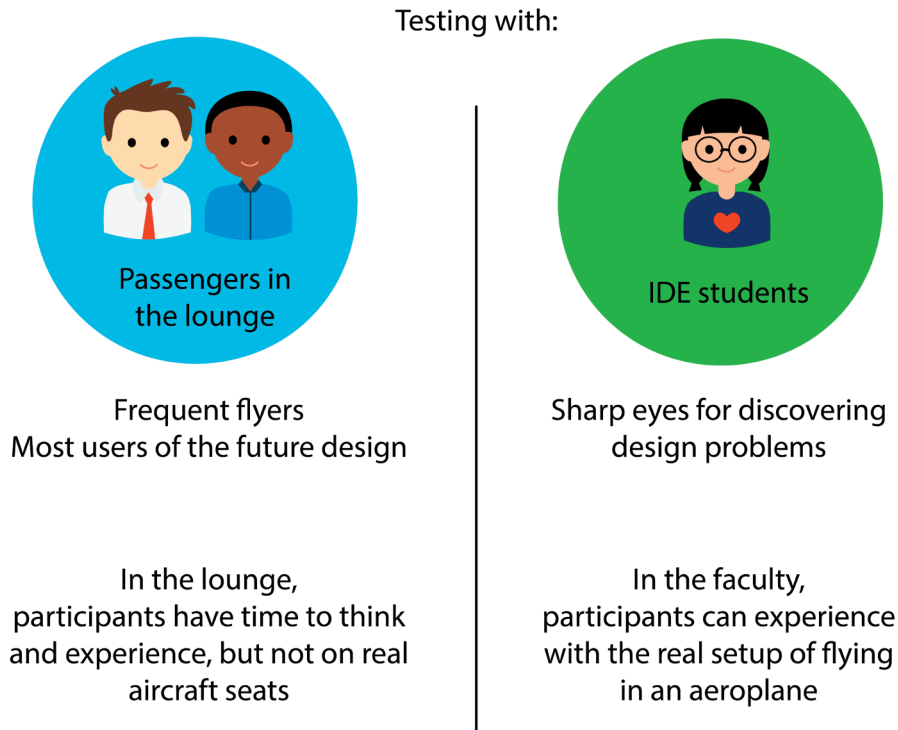 Testing with:
Passengers in
the lounge
Frequent flyers
Most users of the future design
In the lounge,
participants have time to think
and experience, but not on real
aircraft seats
IDE students
Sharp eyes for discovering
design problems
In the faculty,
participants can experience
with the real setup of flying
in an aeroplane